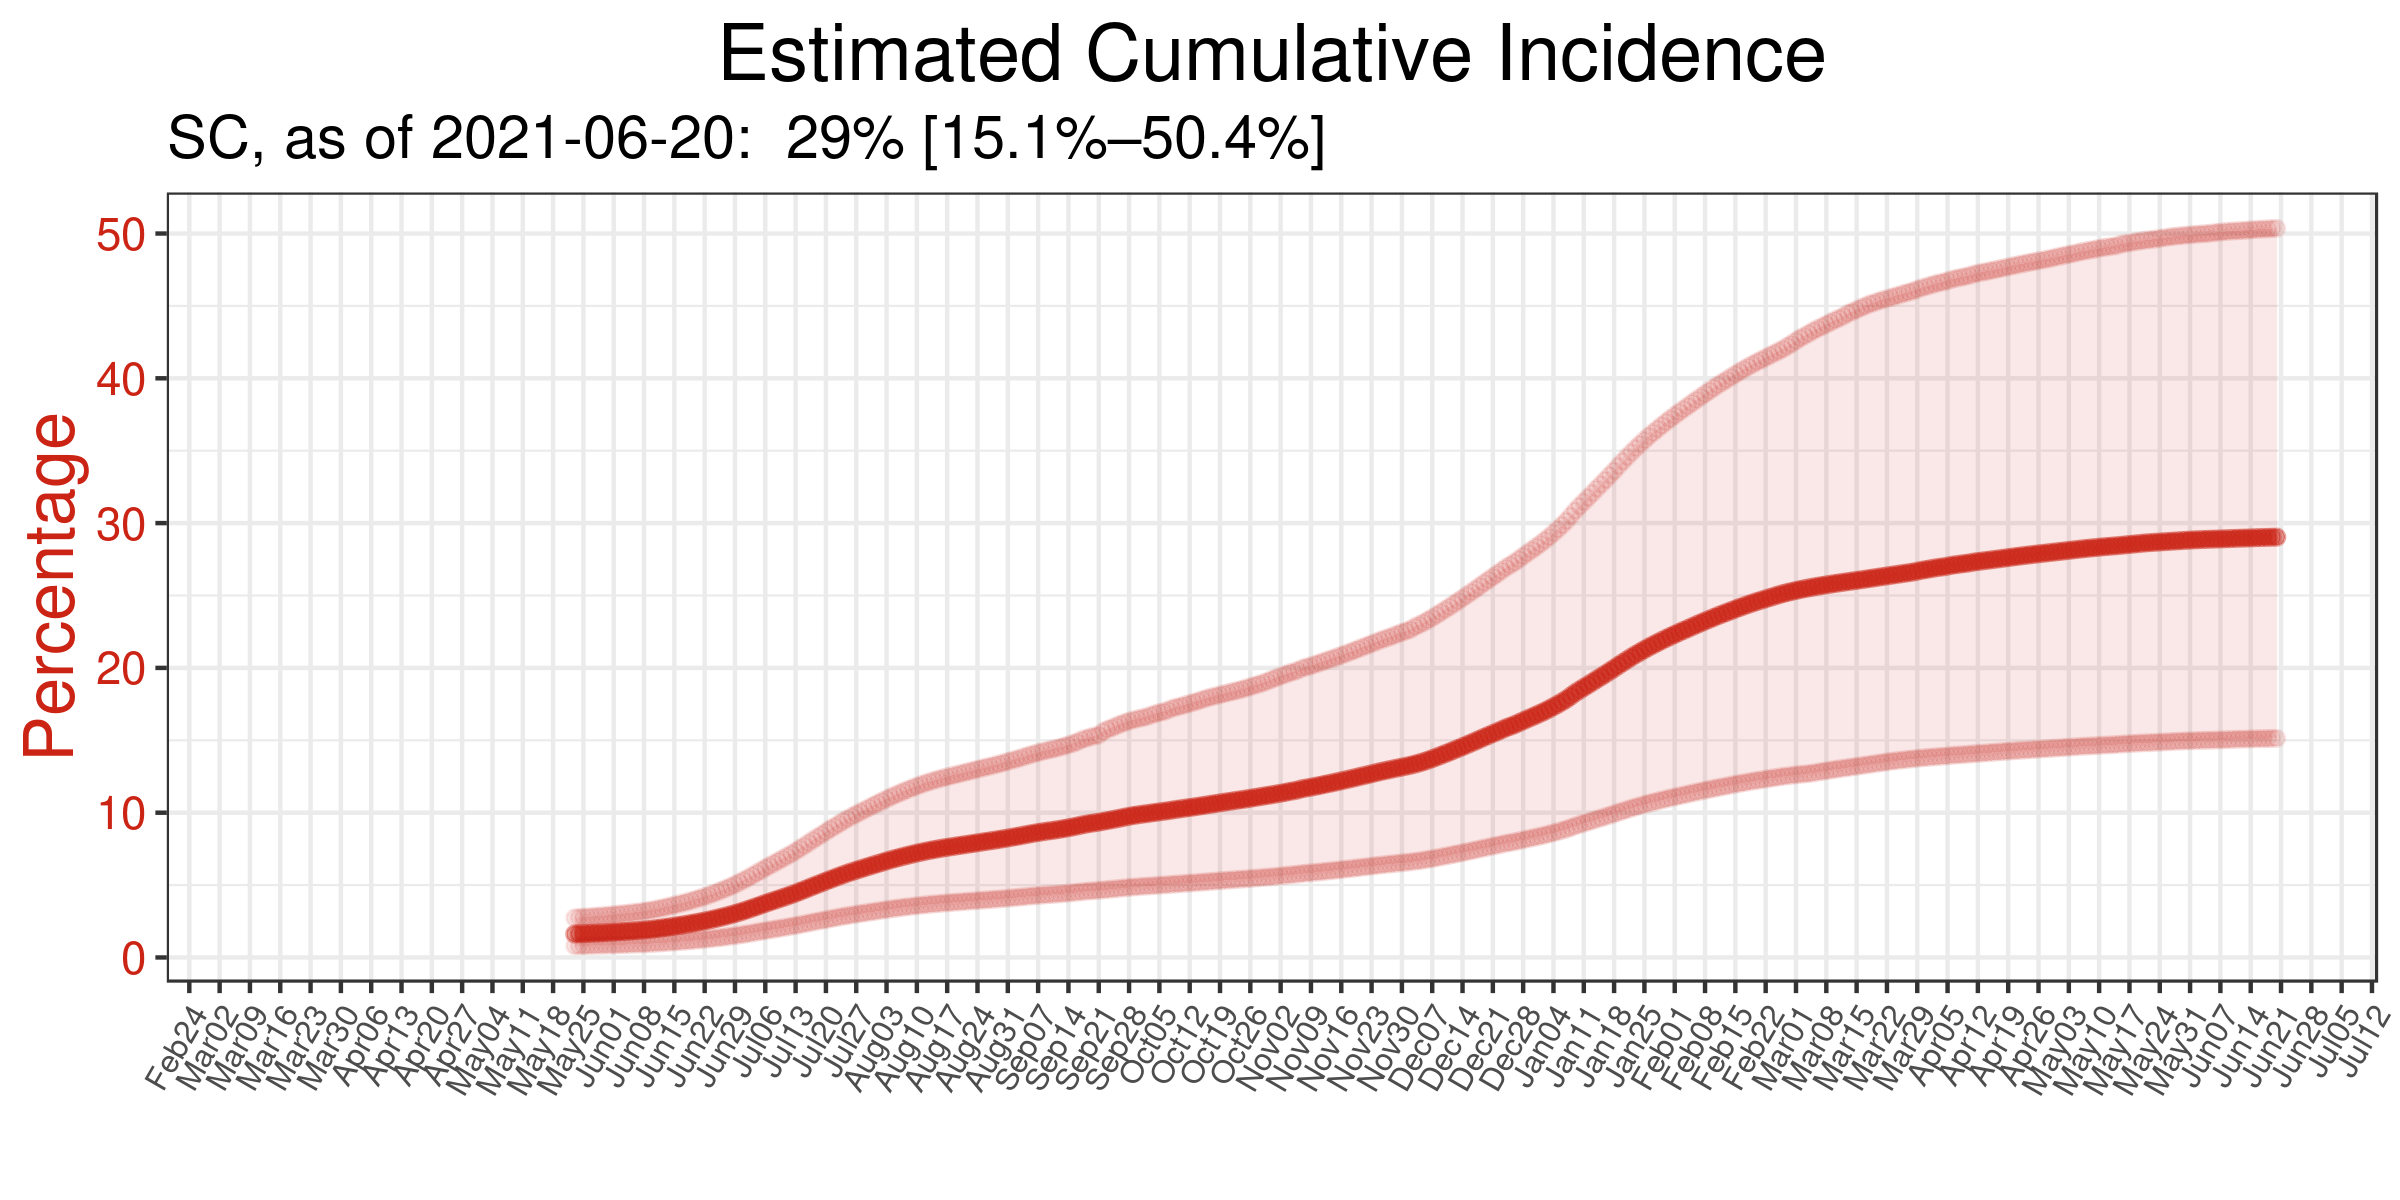 Estimated Cumulative Incidence
SC, as of 2021-06-20:  29% [15.1%–50.4%]
Percentage
50
40
30
20
10
0
Feb24
Mar02
Mar09
Mar16
Mar23
Mar30
Apr06
Apr13
Apr20
Apr27
May04
May11
May18
May25
Jun01
Jun08
Jun15
Jun22
Jun29
Jul06
Jul13
Jul20
Jul27
Aug03
Aug10
Aug17
Aug24
Aug31
Sep07
Sep14
Sep21
Sep28
Oct05
Oct12
Oct19
Oct26
Nov02
Nov09
Nov16
Nov23
Nov30
Dec07
Dec14
Dec21
Dec28
Jan04
Jan11
Jan18
Jan25
Feb01
Feb08
Feb15
Feb22
Mar01
Mar08
Mar15
Mar22
Mar29
Apr05
Apr12
Apr19
Apr26
May03
May10
May17
May24
May31
Jun07
Jun14
Jun21
Jun28
Jul05
Jul12